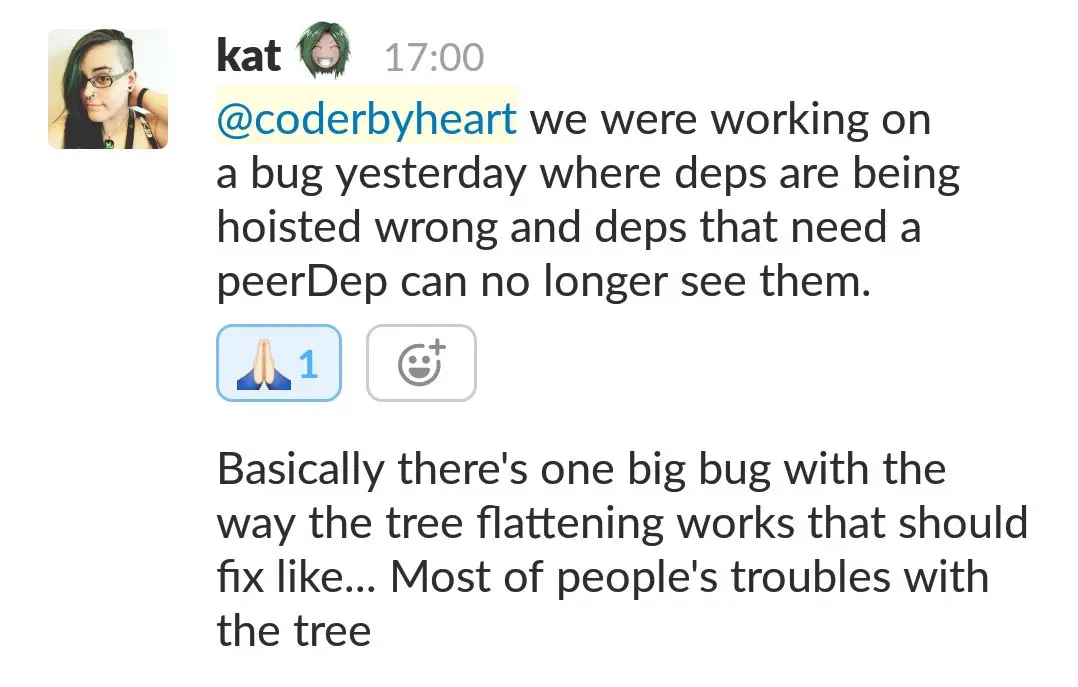 kat 17:00
@coderbyheart we were working on
a bug yesterday where deps are being
hoisted wrong and deps that need a
peerDep can no longer see them.
1
Basically there's one big bug with the
way the tree flattening works that should
fix like... Most of people's troubles with
the tree